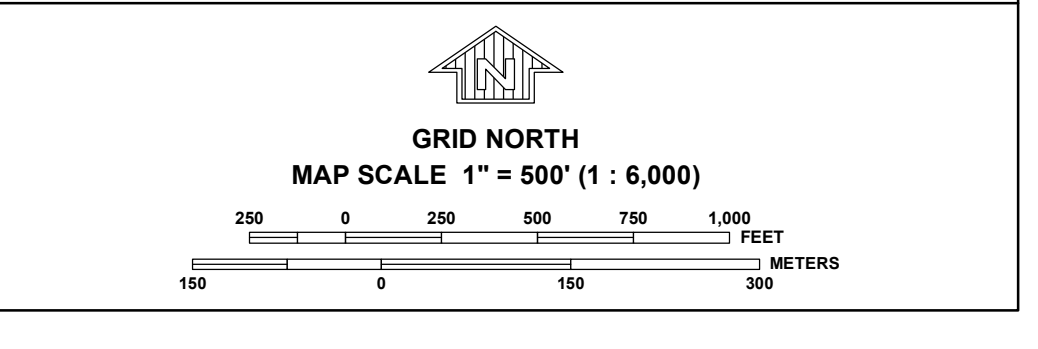 N
GRID NORTH
MAP SCALE 1" = 500' (1 : 6,000)
250 0 250 500 750 1,000
FEET
METERS
150 0 150 300